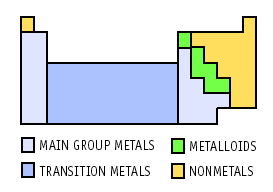 MAIN GROUP METALS
METALLOIDS
TRANSITION METALS
NONMETALS